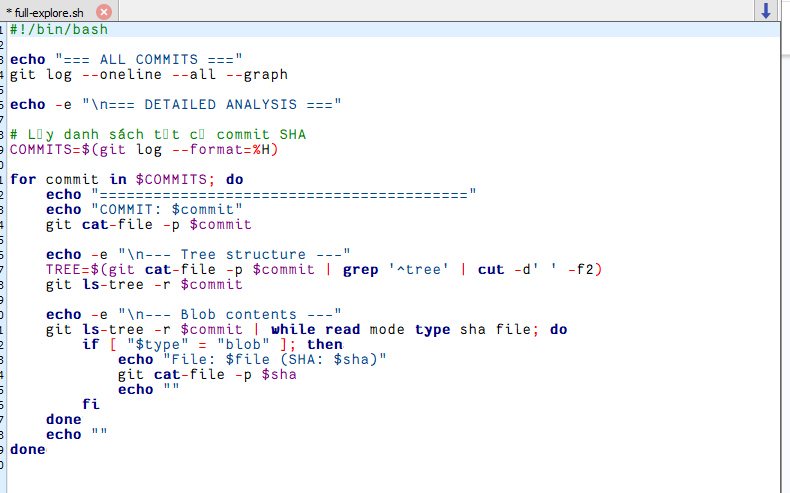 * full-explore.sh
#!/bin/bash
echo "=== ALL COMMITS ==="
git log --oneline --all --graph
echo -e "\n=== DETAILED ANALYSIS ==="
# L▯y danh sách t▯t c▯ commit SHA
COMMITS=$(git log --format=%H)
for commit in $COMMITS; do
echo "========================================="
echo "COMMIT: $commit"
git cat-file -p $commit
echo -e "\n--- Tree structure ---"
TREE=$(git cat-file -p $commit | grep '^tree' | cut -d' ' -f2)
git ls-tree -r $commit
echo -e "\n--- Blob contents ---"
git ls-tree -r $commit | while read mode type sha file; do
if [ "$type" = "blob" ]; then
echo "File: $file (SHA: $sha)"
git cat-file -p $sha
echo ""
fi
done
echo ""
done